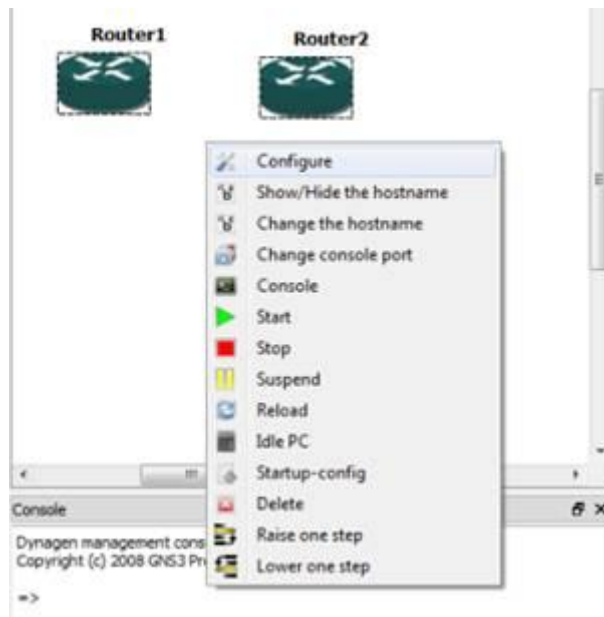 Router1
Router2
Configure
Show/Hide the hostname
Change the hostname
Change console port
Console
Start
Stop
Suspend
Reload
Idle PC
Startup-config
Delete
Raise one step
Lower one step
Console
Dynagen management cons
Copyright (c) 2008 GNS3 Pr
=>